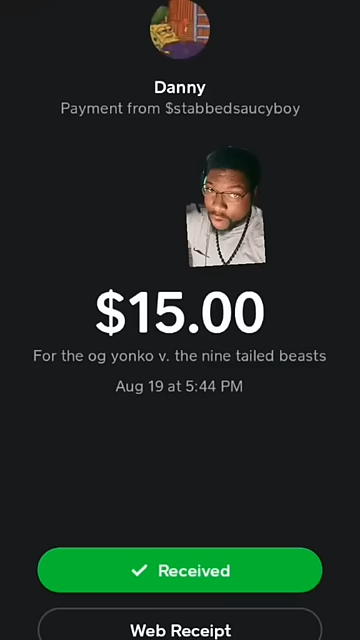 Danny
Payment from $stabbedsaucyboy
$15.00
For the og yonko v. the nine tailed beasts
Aug 19 at 5:44 PM
Received
Web Receipt